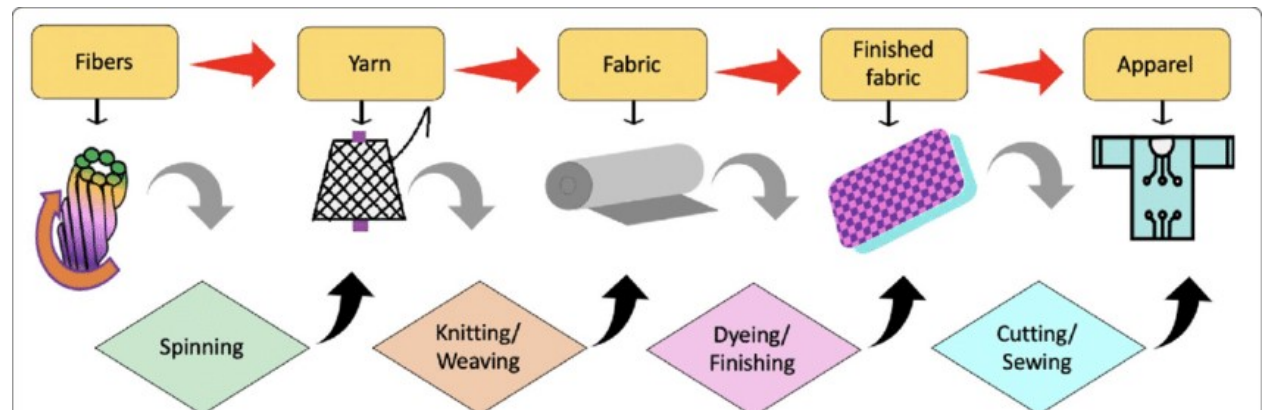 Fibers
Yarn
Fabric
Finished
fabric
Apparel
Spinning
Knitting/
Weaving
Dyeing/
Finishing
Cutting/
Sewing